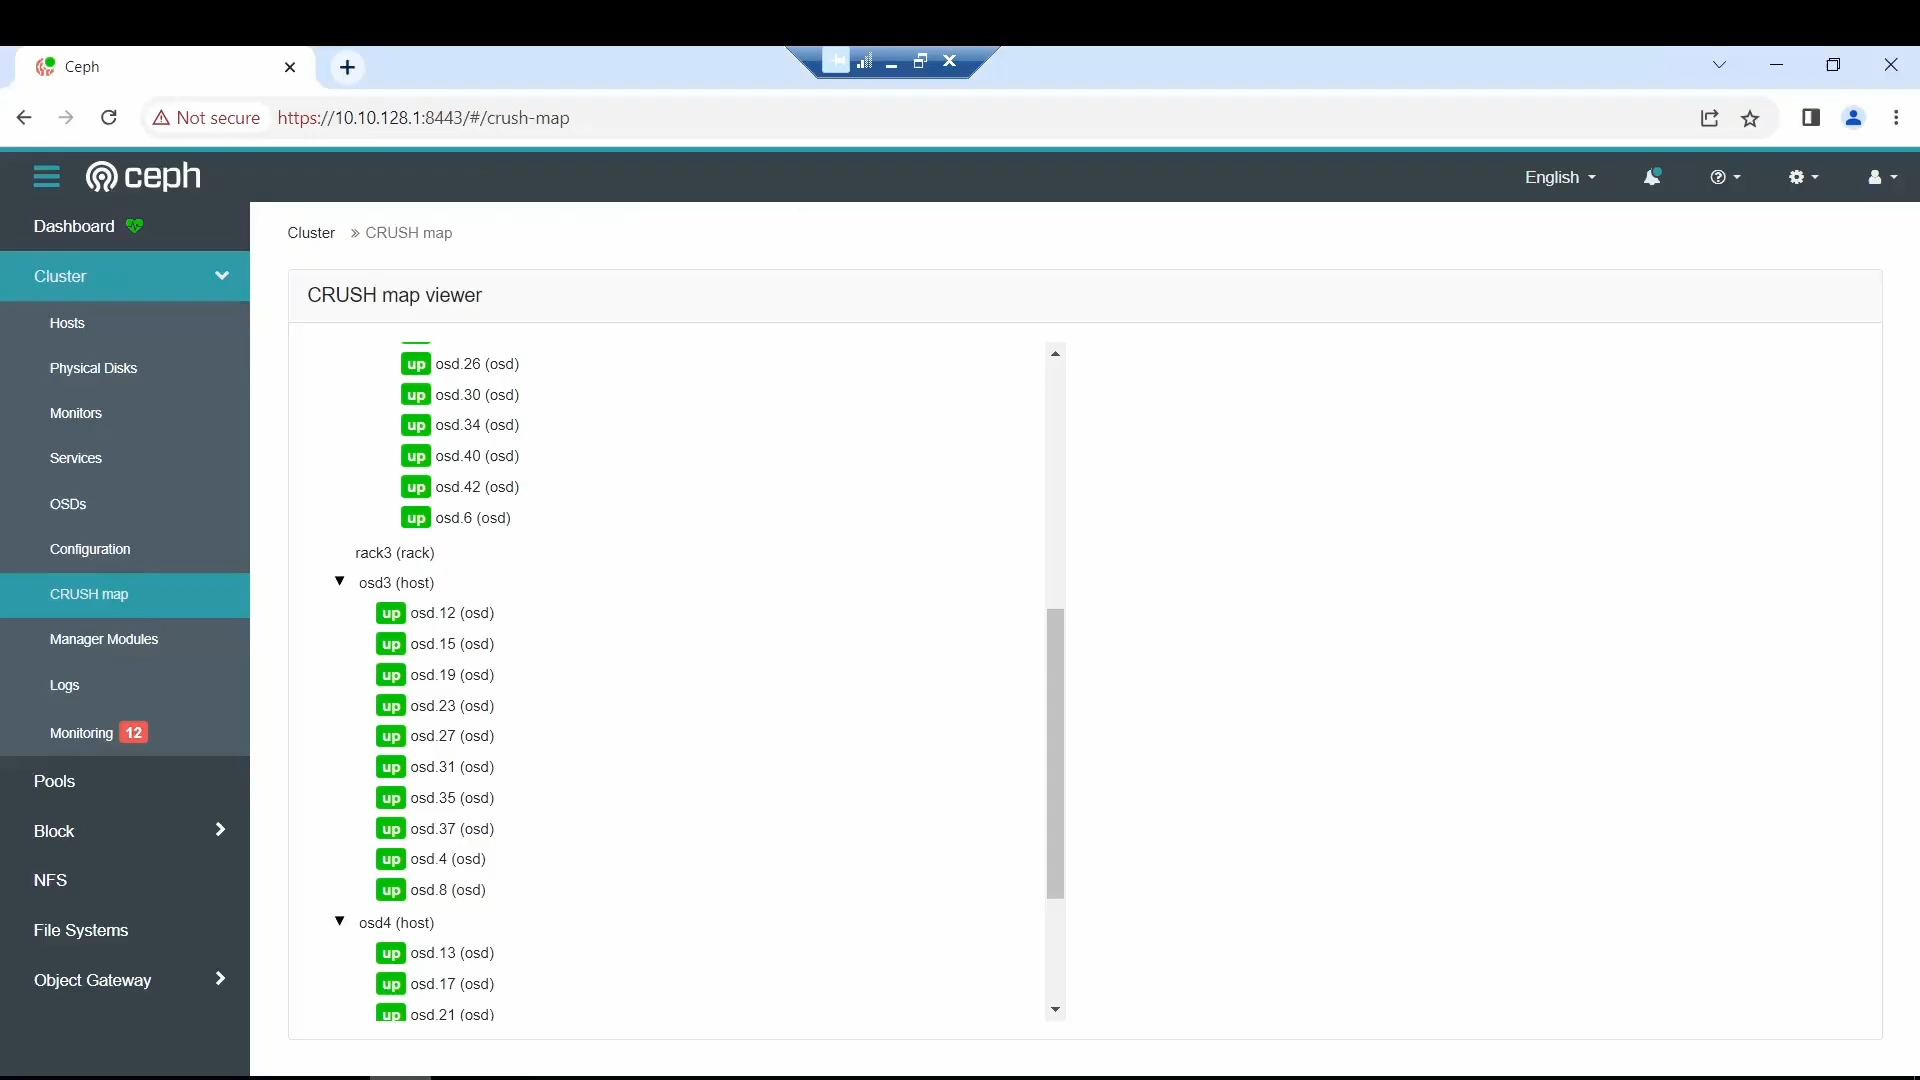 Ceph
Not secure https://10.10.128.1:8443/#/crush-map
ceph
English
Dashboard
Cluster
Hosts
Physical Disks
Monitors
Services
OSDs
Configuration
CRUSH map
Manager Modules
Logs
Monitoring 12
Pools
Block
NFS
File Systems
Object Gateway
Cluster » CRUSH map
CRUSH map viewer
up osd.26 (osd)
up osd.30 (osd)
up osd.34 (osd)
up osd.40 (osd)
up osd.42 (osd)
up osd.6 (osd)
rack3 (rack)
osd3 (host)
up osd.12 (osd)
up osd.15 (osd)
up osd.19 (osd)
up osd.23 (osd)
up osd.27 (osd)
up osd.31 (osd)
up osd.35 (osd)
up osd.37 (osd)
up osd.4 (osd)
up osd.8 (osd)
osd4 (host)
up osd.13 (osd)
up osd.17 (osd)
up osd.21 (osd)